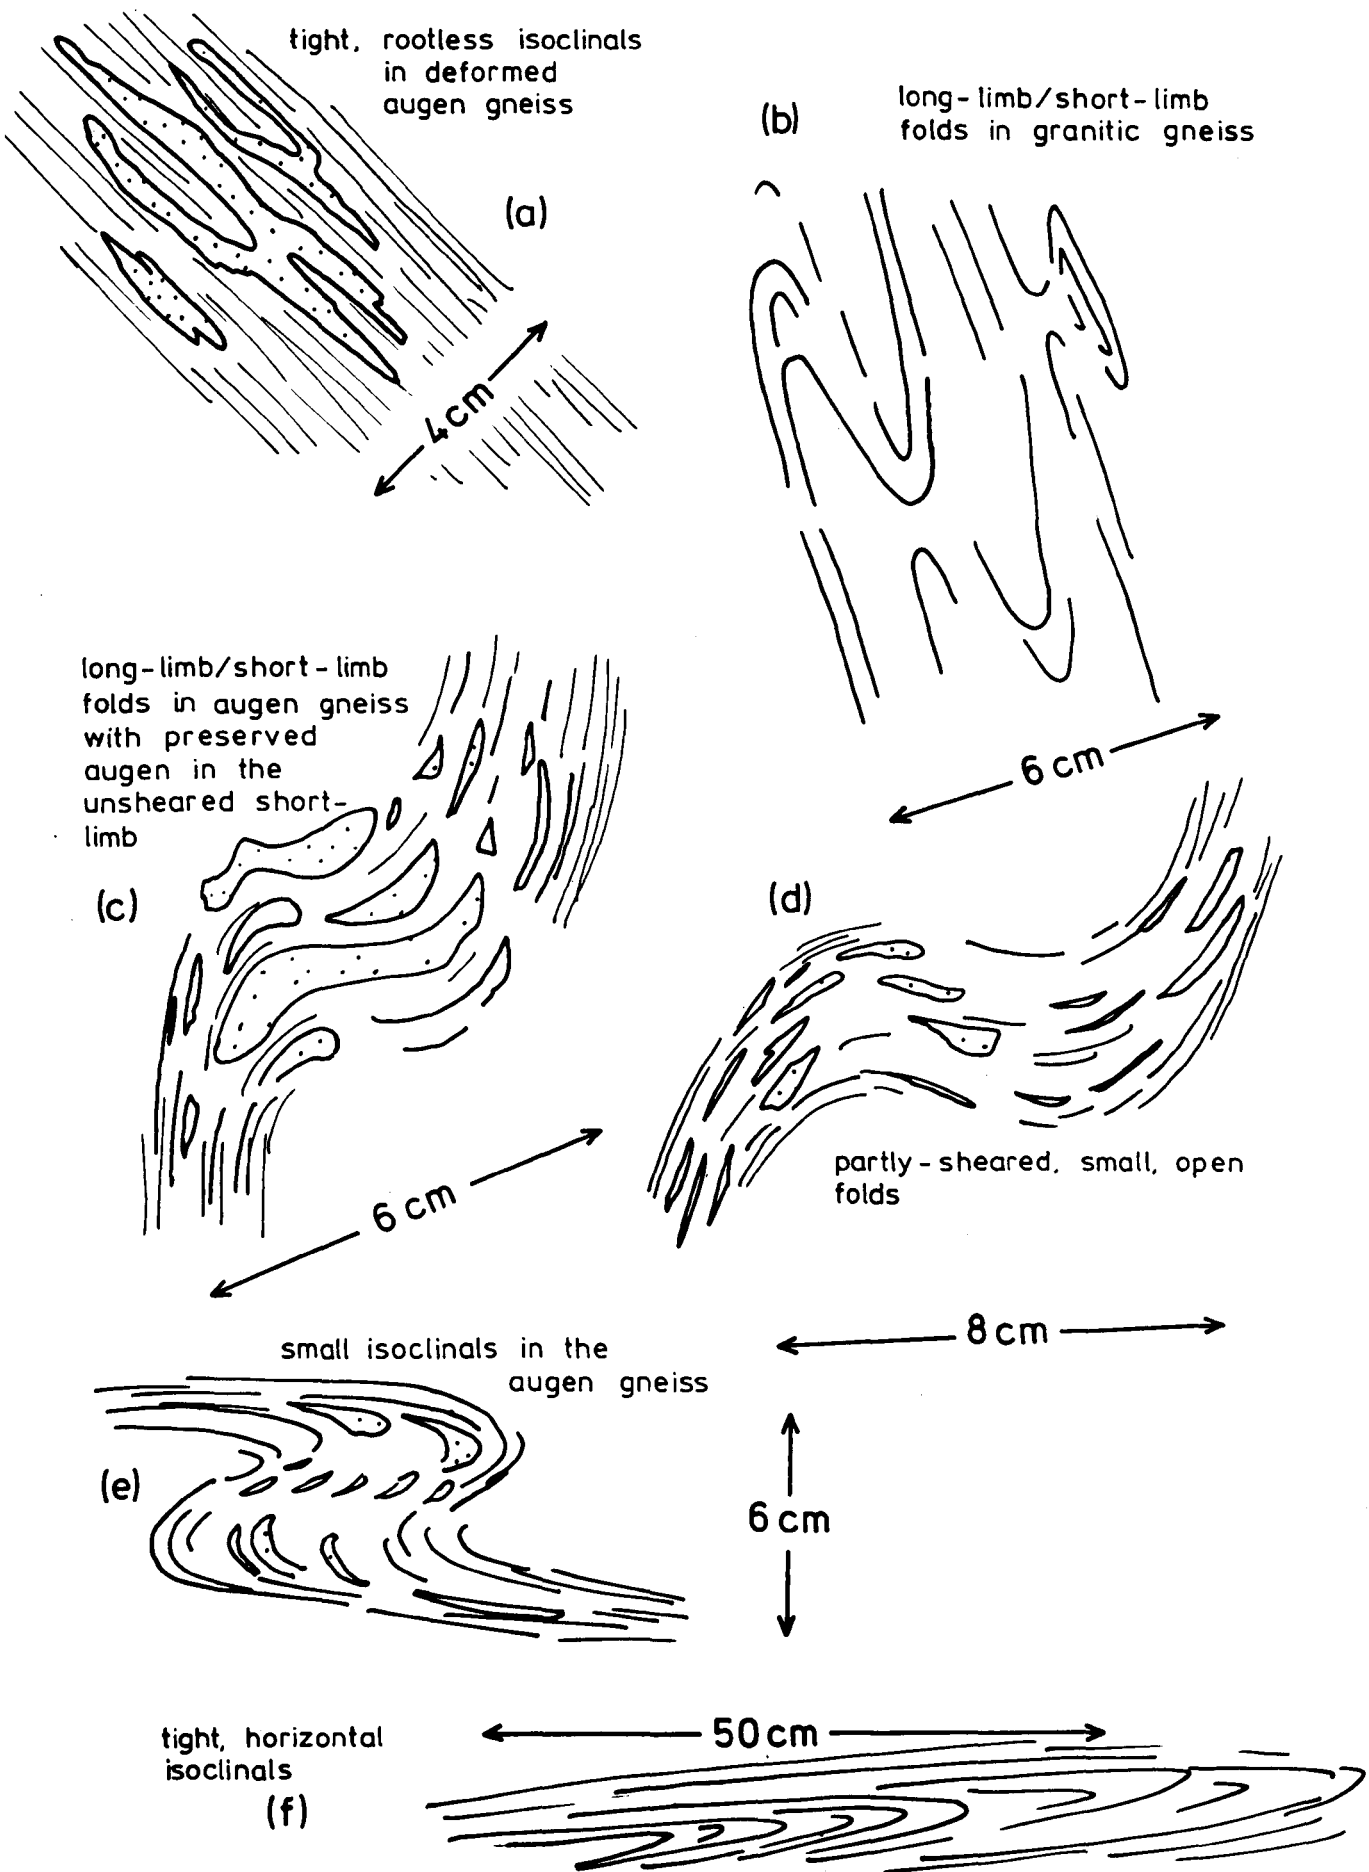 tight, rootless isoclinals
in deformed
augen gneiss
(a)
4cm
(b)
long-limb/short-limb
folds in granitic gneiss
6 cm
long-limb/short-limb
folds in augen gneiss
with preserved
augen in the
unsheared short-
limb
(c)
6 cm
(d)
partly-sheared, small, open
folds
8 cm
small isoclinals in the
augen gneiss
(e)
6 cm
tight, horizontal
isoclinals
(f)
50 cm